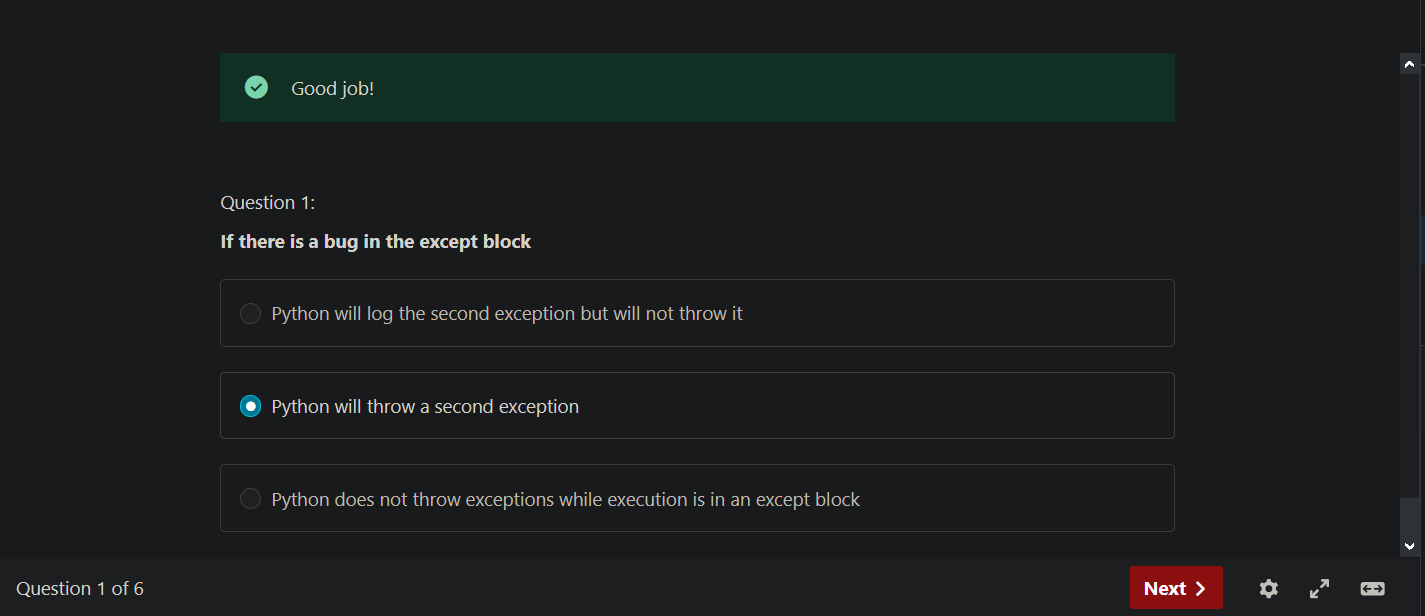 Good job!
Question 1:
If there is a bug in the except block
Python will log the second exception but will not throw it
Python will throw a second exception
Python does not throw exceptions while execution is in an except block
Question 1 of 6
Next